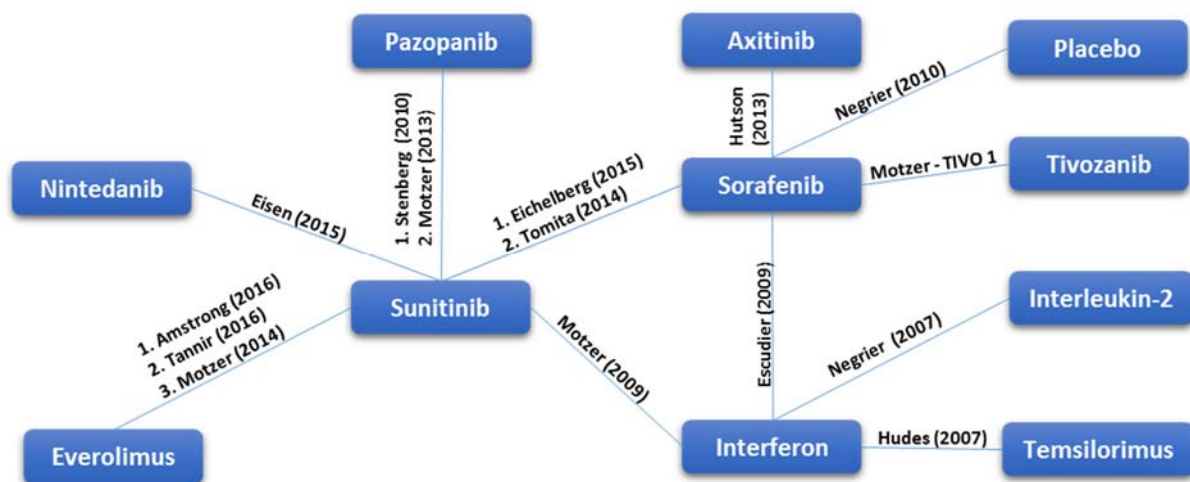 Pazopanib
Axitinib
Placebo
1. Stenberg (2010)
2. Motzer (2013)
Hutson
(2013)
Negrier (2010)
Nintedanib
Eisen (2015)
1. Eichelberg (2015)
2. Tomita (2014)
Sorafenib
Motzer - TIVO 1
Tivozanib
Sunitinib
1. Amstrong (2016)
2. Tannir (2016)
3. Motzer (2014)
Motzer (2009)
Escudier (2009)
Negrier (2007)
Interleukin-2
Everolimus
Interferon
Hudes (2007)
Temsilorimus